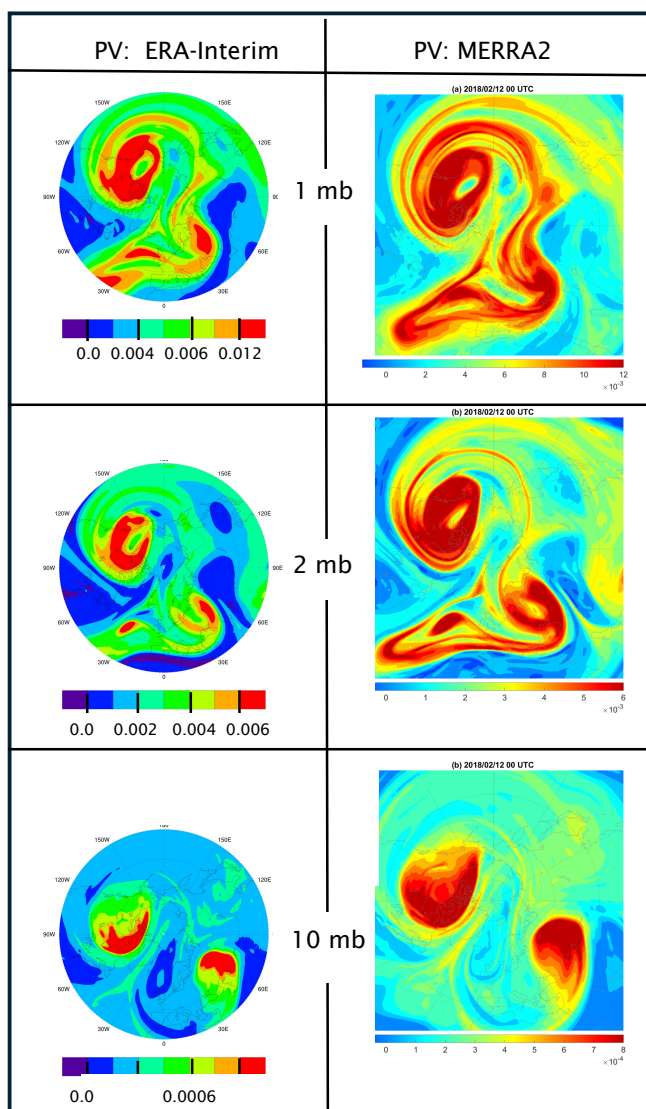 PV: ERA-Interim
PV: MERRA2
150W
150E
120W
120E
90W
90
60W
60E
30W
30E
0
0.0 0.004 0.006 0.012
1 mb
(a) 2018/02/12 00 UTC
0 2 4 6 8 10 12
×10-3
150W
150E
120W
120E
90W
90E
60W
60E
30W
30E
0
0.0 0.002 0.004 0.006
2 mb
(b) 2018/02/12 00 UTC
0 1 2 3 4 5 6
×10-3
150W
150E
120W
120E
90W
90E
60W
60E
30W
30E
0
0.0 0.0006
10 mb
(b) 2018/02/12 00 UTC
0 1 2 3 4 5 6 7 8
×10-4